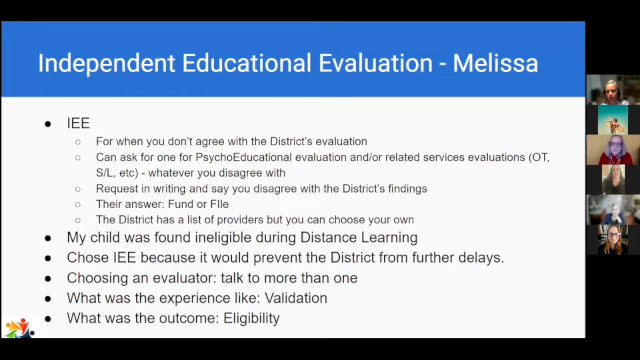 Independent Educational Evaluation - Melissa
● IEE
○ For when you don't agree with the District's evaluation
○ Can ask for one for PsychoEducational evaluation and/or related services evaluations (OT,
S/L, etc) - whatever you disagree with
○ Request in writing and say you disagree with the District's findings
○ Their answer: Fund or FIle
○ The District has a list of providers but you can choose your own
● My child was found ineligible during Distance Learning
● Chose IEE because it would prevent the District from further delays.
● Choosing an evaluator: talk to more than one
● What was the experience like: Validation
● What was the outcome: Eligibility